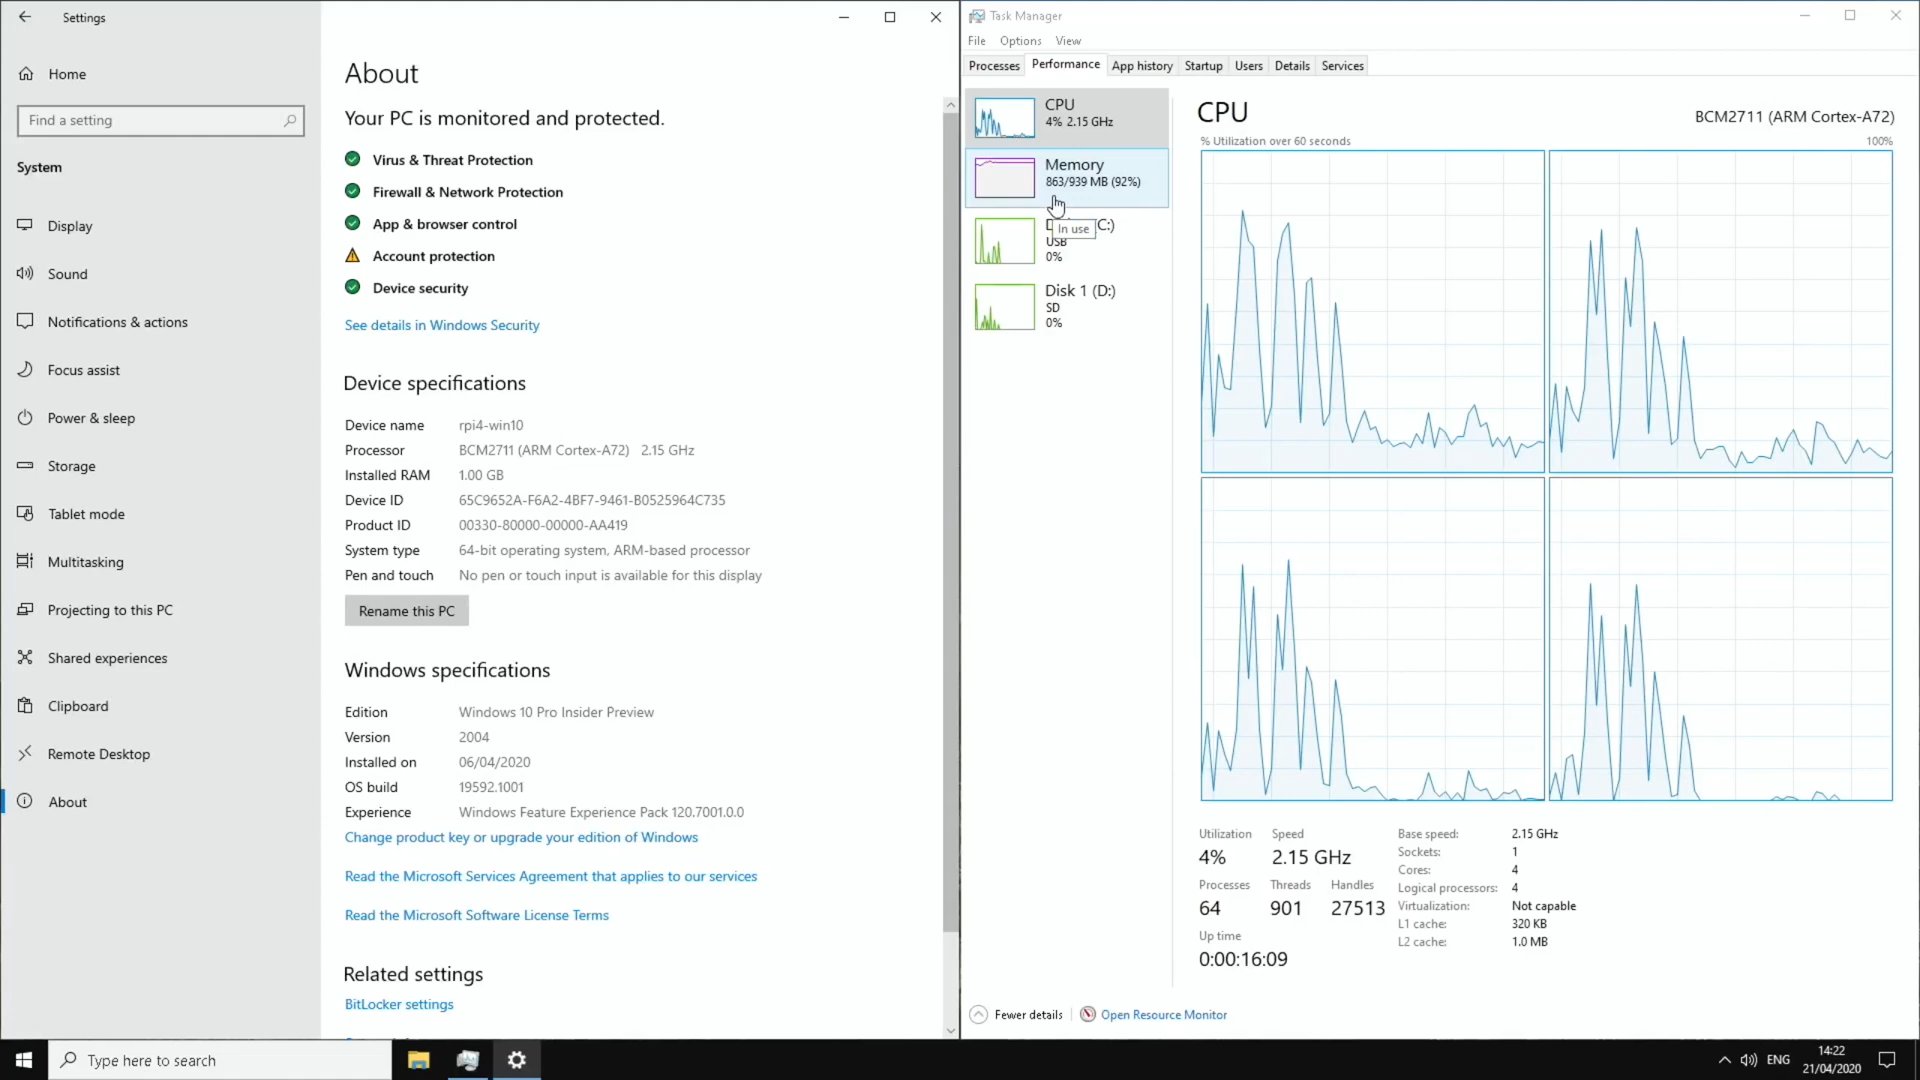 Settings
Home
Find a setting
System
Display
Sound
Notifications & actions
Focus assist
Power & sleep
Storage
Tablet mode
Multitasking
Projecting to this PC
Shared experiences
Clipboard
Remote Desktop
About
About
Your PC is monitored and protected.
Virus & Threat Protection
Firewall & Network Protection
App & browser control
Account protection
Device security
See details in Windows Security
Device specifications
Device name rpi4-win10
Processor BCM2711 (ARM Cortex-A72) 2.15 GHz
Installed RAM 1.00 GB
Device ID 65C9652A-F6A2-4BF7-9461-B0525964C735
Product ID 00330-80000-00000-AA419
System type 64-bit operating system, ARM-based processor
Pen and touch No pen or touch input is available for this display
Rename this PC
Windows specifications
Edition Windows 10 Pro Insider Preview
Version 2004
Installed on 06/04/2020
OS build 19592.1001
Experience Windows Feature Experience Pack 120.7001.0.0
Change product key or upgrade your edition of Windows
Read the Microsoft Services Agreement that applies to our services
Read the Microsoft Software License Terms
Related settings
BitLocker settings
Task Manager
File Options View
Processes Performance App history Startup Users Details Services
CPU
4% 2.15 GHz
Memory
863/939 MB (92%)
(C:)
In use
USB
0%
Disk 1 (D:)
SD
0%
CPU BCM2711 (ARM Cortex-A72)
% Utilization over 60 seconds 100%
Utilization Speed
4% 2.15 GHz
Processes Threads Handles
64 901 27513
Up time
0:00:16:09
Base speed: 2.15 GHz
Sockets: 1
Cores: 4
Logical processors: 4
Virtualization: Not capable
L1 cache: 320 KB
L2 cache: 1.0 MB
Fewer details Open Resource Monitor
Type here to search
ENG
14:22
21/04/2020